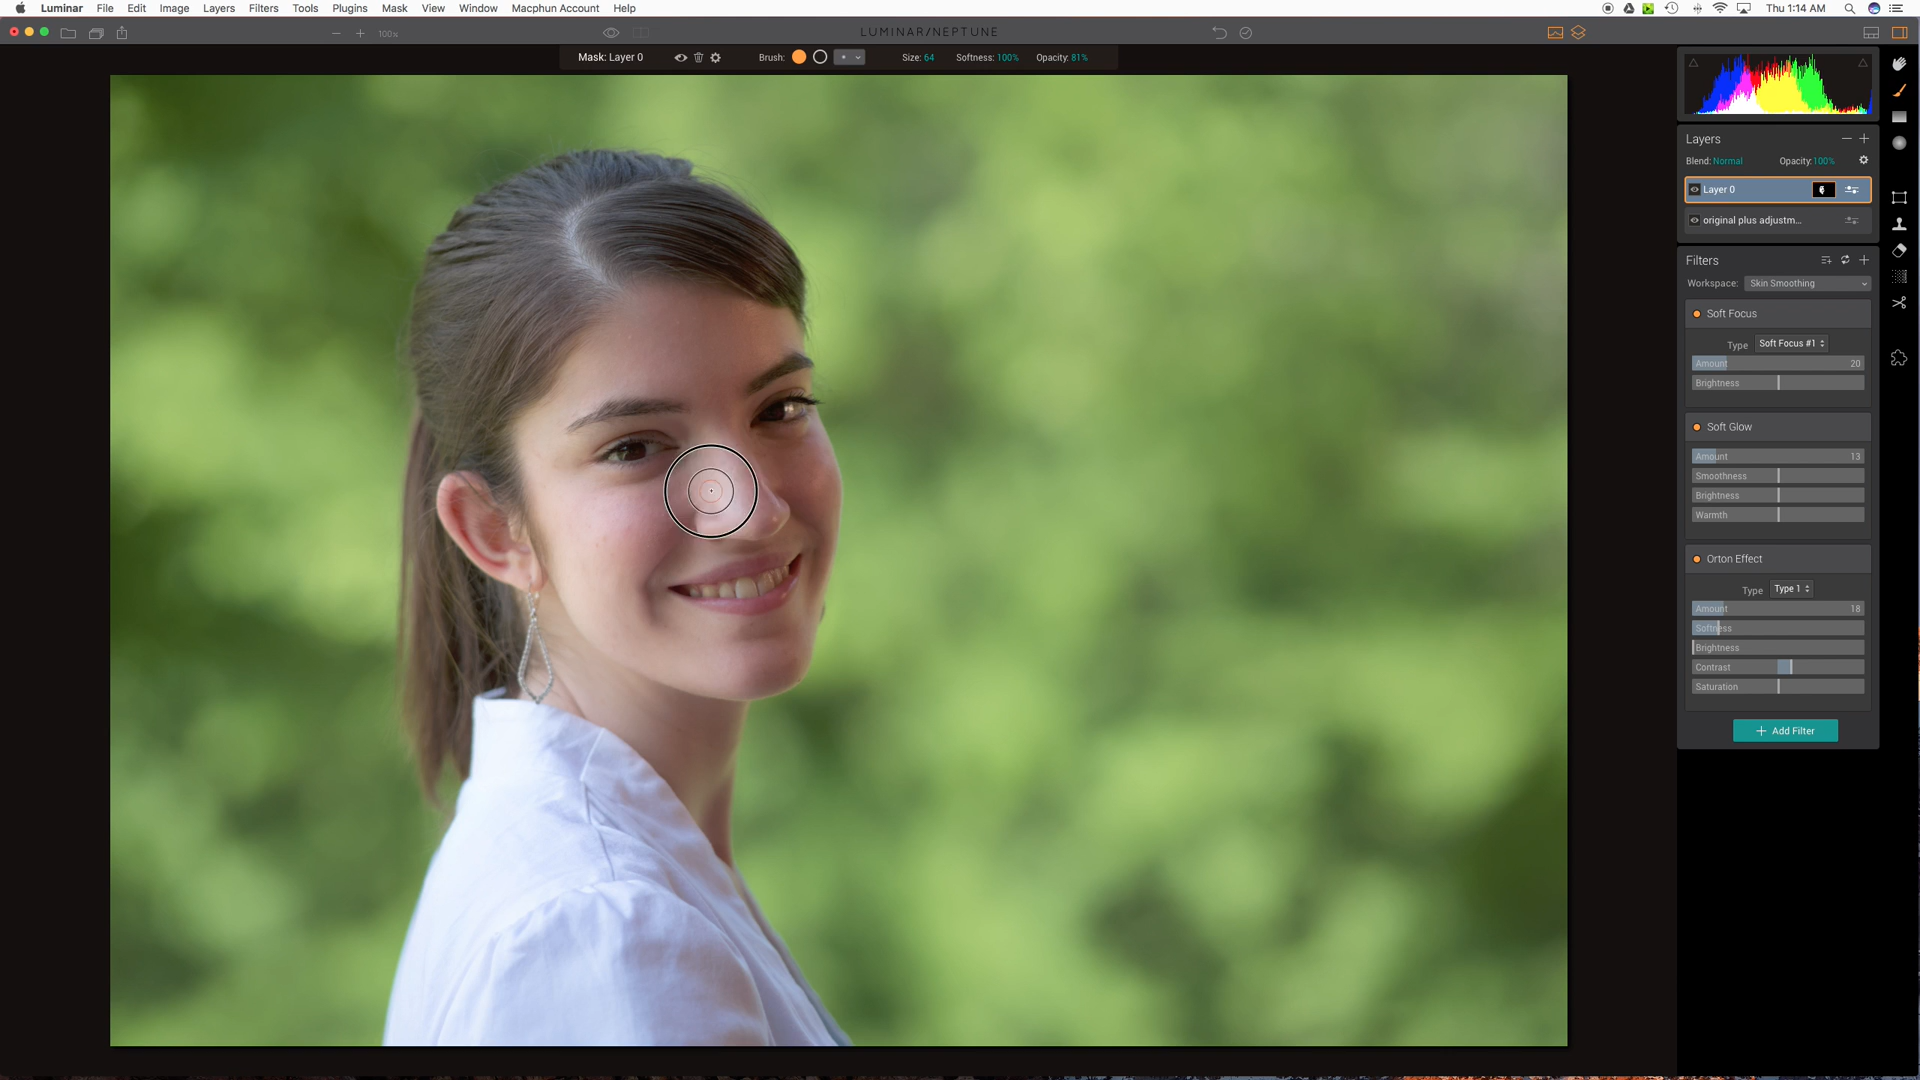 Luminar File Edit Image Layers Filters Tools Plugins Mask View Window Macphun Account Help Thu 1:14 AM
100% LUMINAR/NEPTUNE
Mask: Layer 0 Brush: Size: 64 Softness: 100% Opacity: 81%
Layers
Blend: Normal Opacity: 100%
Layer 0
original plus adjustm...
Filters
Workspace: Skin Smoothing
Soft Focus
Type Soft Focus #1
Amount 20
Brightness
Soft Glow
Amount 13
Smoothness
Brightness
Warmth
Orton Effect
Type Type 1
Amount 18
Softness
Brightness
Contrast
Saturation
+ Add Filter